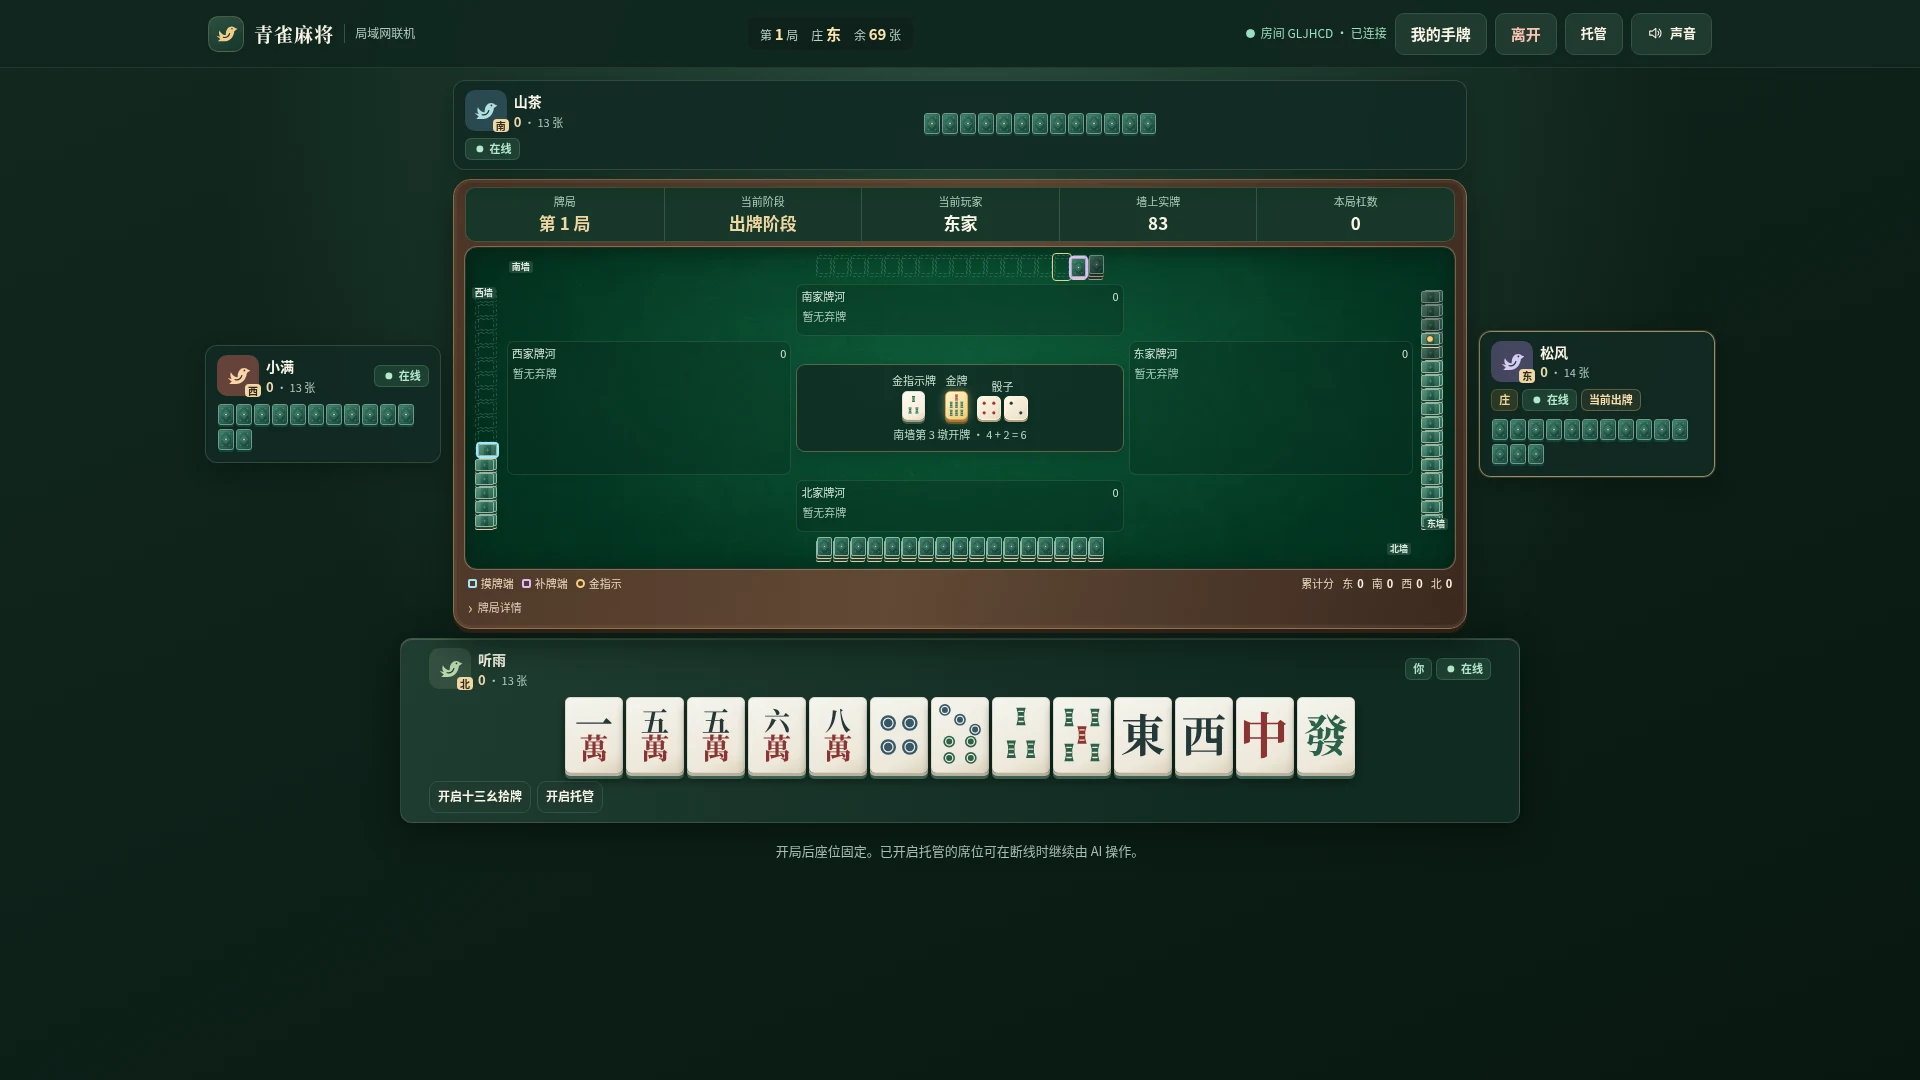 青雀麻将 局域网联机 第 1 局 庄 东 余 69 张 房间 GLJHCD · 已连接 我的手牌 离开 托管 声音
山茶
南 0 · 13 张
在线
牌局 当前阶段 当前玩家 墙上实牌 本局杠数
第 1 局 出牌阶段 东家 83 0
南墙
西墙
南家牌河 0
暂无弃牌
西家牌河 0
暂无弃牌
东家牌河 0
暂无弃牌
金指示牌 金牌 骰子
南墙第 3 墩开牌 · 4 + 2 = 6
北家牌河 0
暂无弃牌
东墙
北墙
小满
西 0 · 13 张
在线
松风
东 0 · 14 张
庄 在线 当前出牌
摸牌端 补牌端 金指示 累计分 东 0 南 0 西 0 北 0
› 牌局详情
听雨
北 0 · 13 张
你 在线
一萬 五萬 五萬 六萬 八萬 東 西 中 發
开启十三幺拾牌 开启托管
开局后座位固定。已开启托管的席位可在断线时继续由 AI 操作。